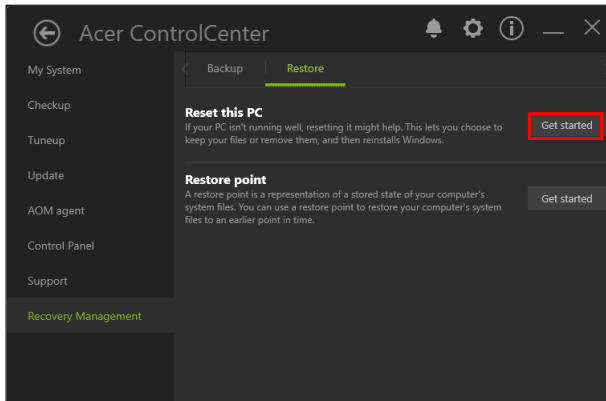 Acer ControlCenter
My System
Checkup
Tuneup
Update
AOM agent
Control Panel
Support
Recovery Management
Backup
Restore
Reset this PC
If your PC isn't running well, resetting it might help. This lets you choose to
keep your files or remove them, and then reinstalls Windows.
Get started
Restore point
A restore point is a representation of a stored state of your computer's
system files. You can use a restore point to restore your computer's system
files to an earlier point in time.
Get started